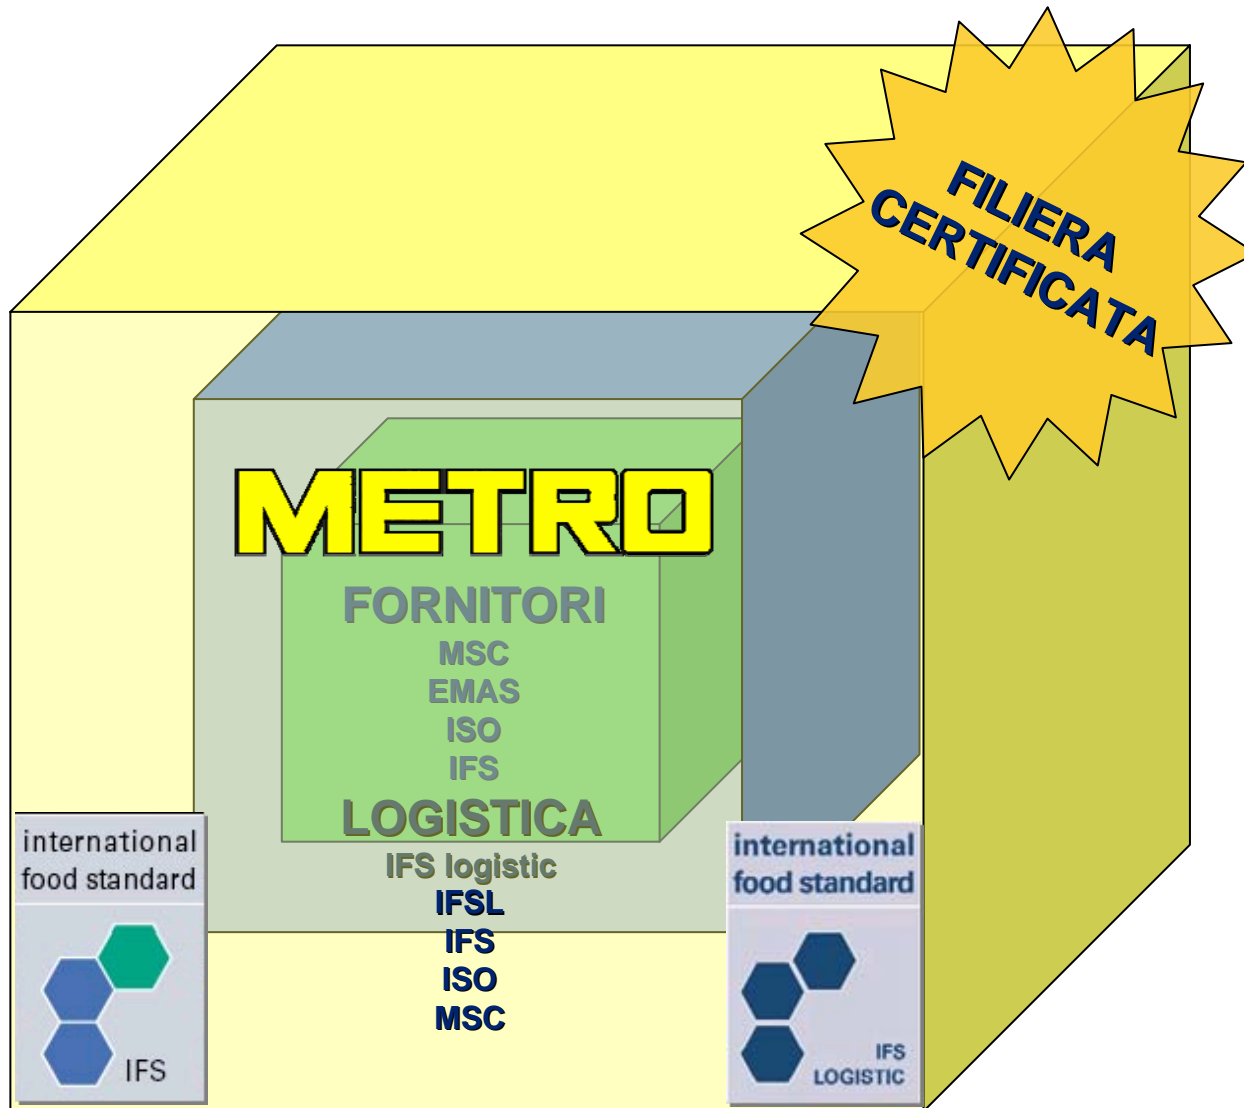 FILIERA
CERTIFICATA
METRO
FORNITORI
MSC
EMAS
ISO
IFS
LOGISTICA
IFS logistic
IFSL
IFS
ISO
MSC
international
food standard
IFS
international
food standard
IFS
LOGISTIC